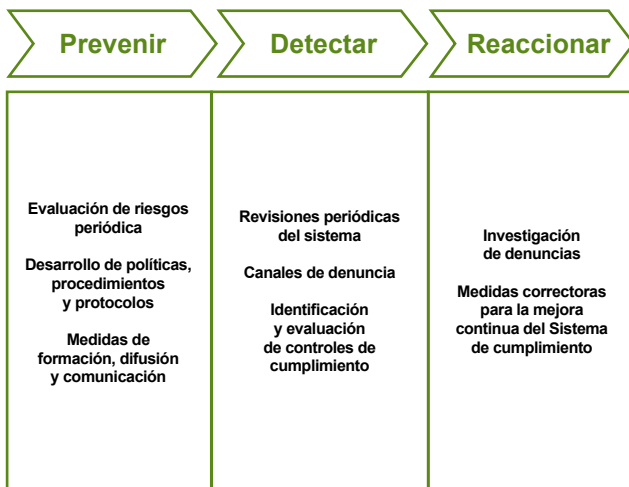 Prevenir
Detectar
Reaccionar
Evaluación de riesgos
periódica
Desarrollo de políticas,
procedimientos
y protocolos
Medidas de
formación, difusión
y comunicación
Revisiones periódicas
del sistema
Canales de denuncia
Identificación
y evaluación
de controles de
cumplimiento
Investigación
de denuncias
Medidas correctoras
para la mejora
continua del Sistema
de cumplimiento